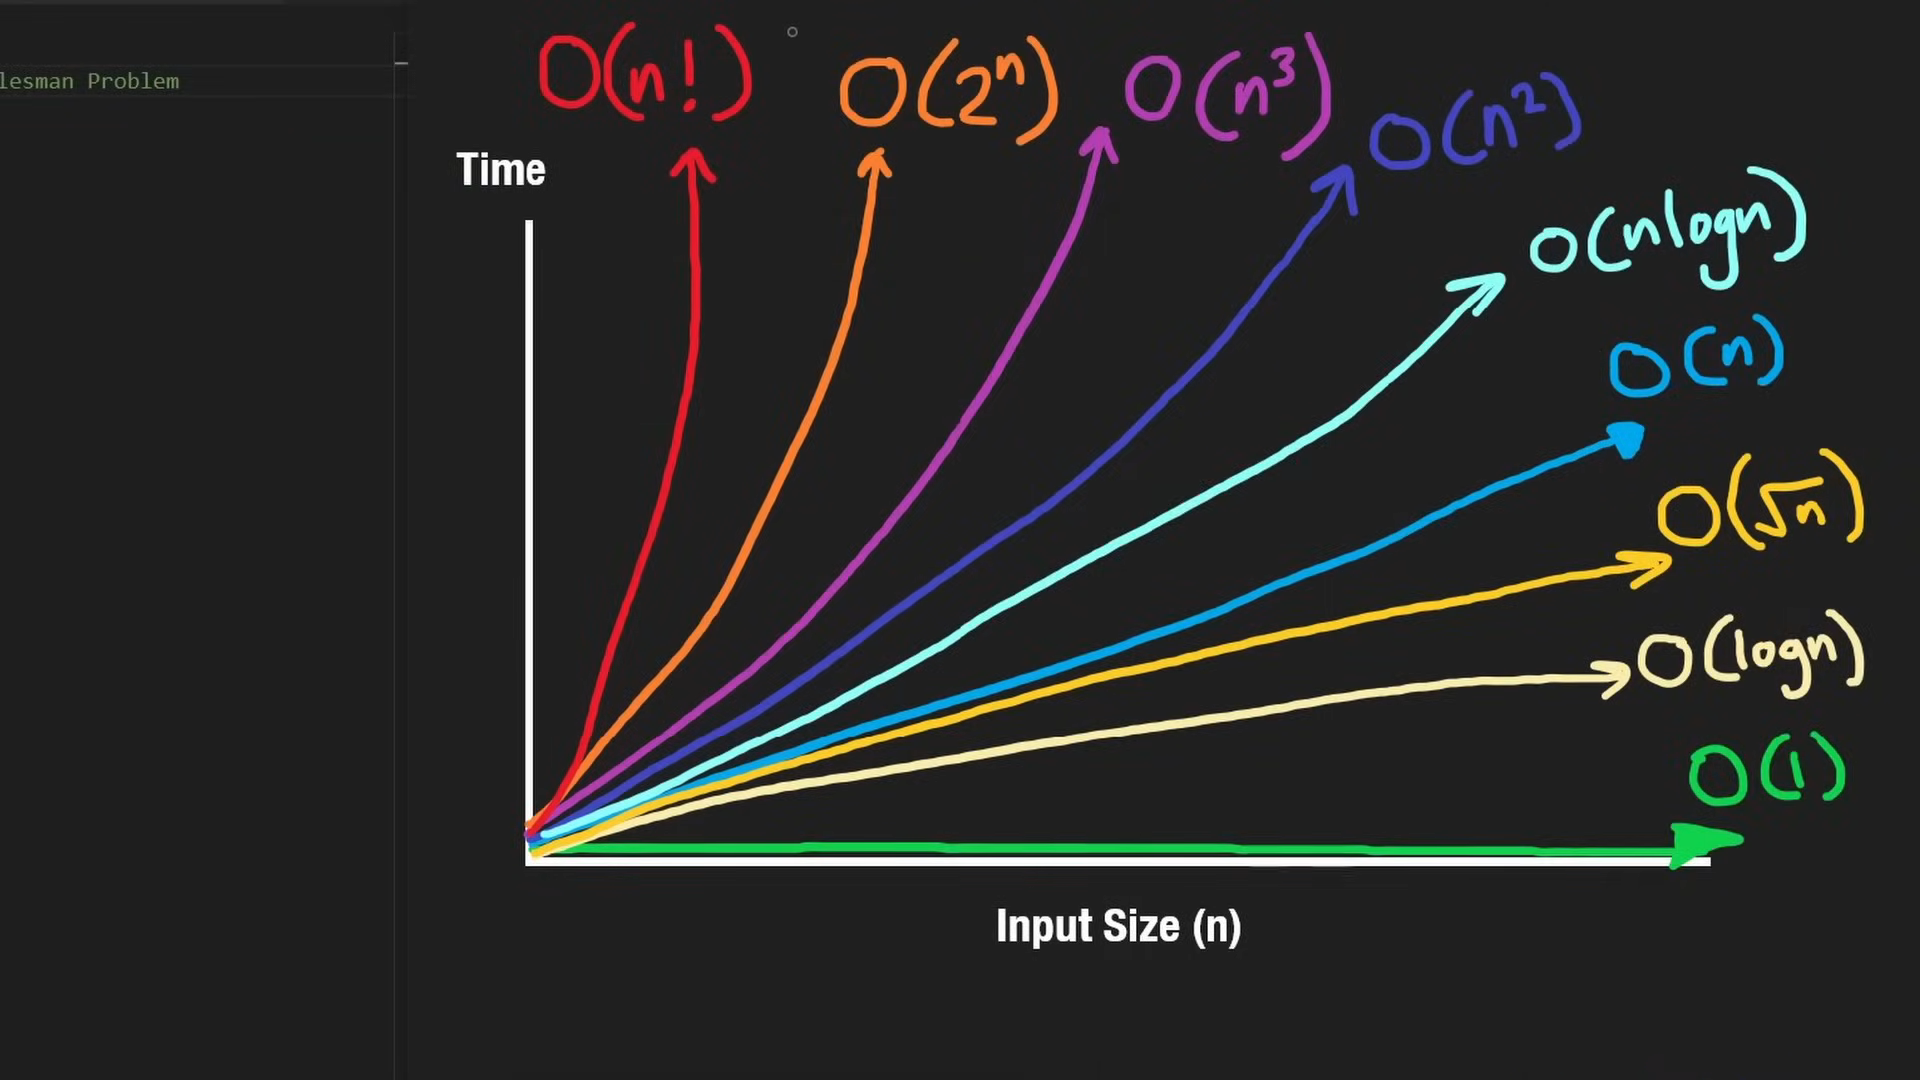 O(n!)
O(2ⁿ)
O(n³)
O(n²)
lesman Problem
Time
O(nlogn)
O(n)
O(√n)
O(logn)
O(1)
Input Size (n)